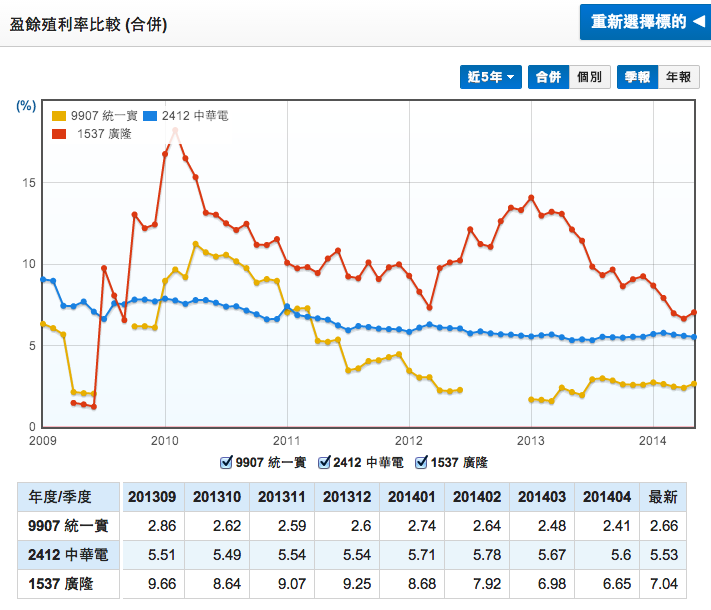 盈餘殖利率比較 (合併)
重新選擇標的 ◀
近5年 合併 個別 季報 年報
(%)
9907 統一實 2412 中華電
1537 廣隆
15
10
5
0
2009 2010 2011 2012 2013 2014
9907 統一實 2412 中華電 1537 廣隆
年度/季度 201309 201310 201311 201312 201401 201402 201403 201404 最新
9907 統一實 2.86 2.62 2.59 2.6 2.74 2.64 2.48 2.41 2.66
2412 中華電 5.51 5.49 5.54 5.54 5.71 5.78 5.67 5.6 5.53
1537 廣隆 9.66 8.64 9.07 9.25 8.68 7.92 6.98 6.65 7.04